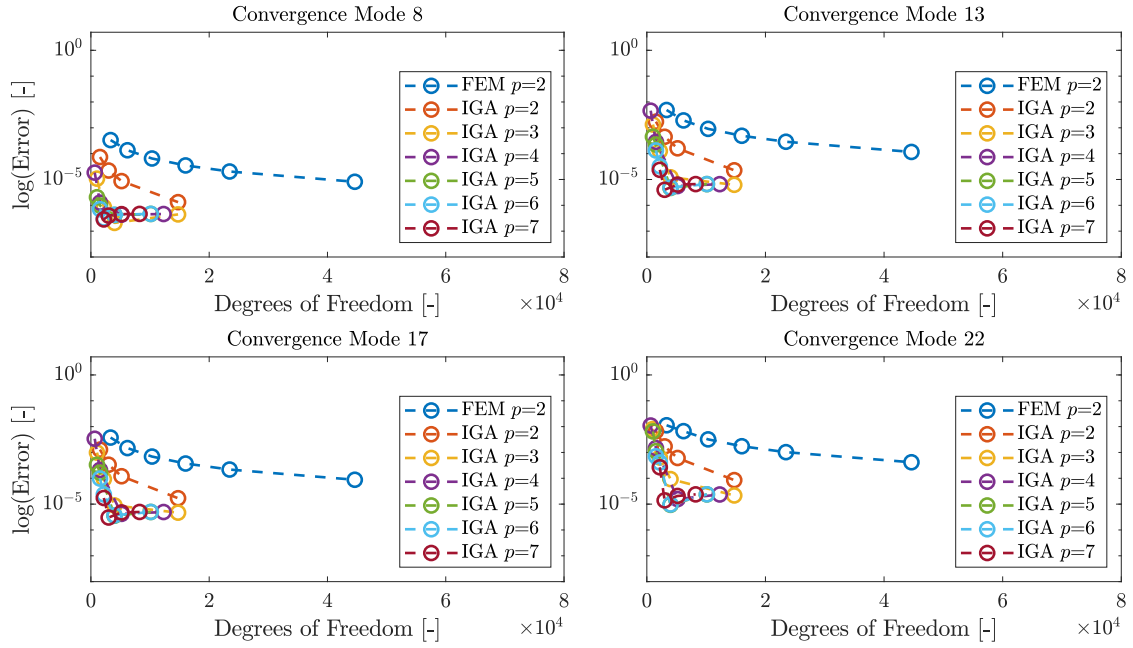 Convergence Mode 8
log(Error) [-]
10^0
10^-5
FEM p=2
IGA p=2
IGA p=3
IGA p=4
IGA p=5
IGA p=6
IGA p=7
0 2 4 6 8
×10^4
Degrees of Freedom [-]
Convergence Mode 13
10^0
10^-5
FEM p=2
IGA p=2
IGA p=3
IGA p=4
IGA p=5
IGA p=6
IGA p=7
0 2 4 6 8
×10^4
Degrees of Freedom [-]
Convergence Mode 17
log(Error) [-]
10^0
10^-5
FEM p=2
IGA p=2
IGA p=3
IGA p=4
IGA p=5
IGA p=6
IGA p=7
0 2 4 6 8
×10^4
Degrees of Freedom [-]
Convergence Mode 22
10^0
10^-5
FEM p=2
IGA p=2
IGA p=3
IGA p=4
IGA p=5
IGA p=6
IGA p=7
0 2 4 6 8
×10^4
Degrees of Freedom [-]